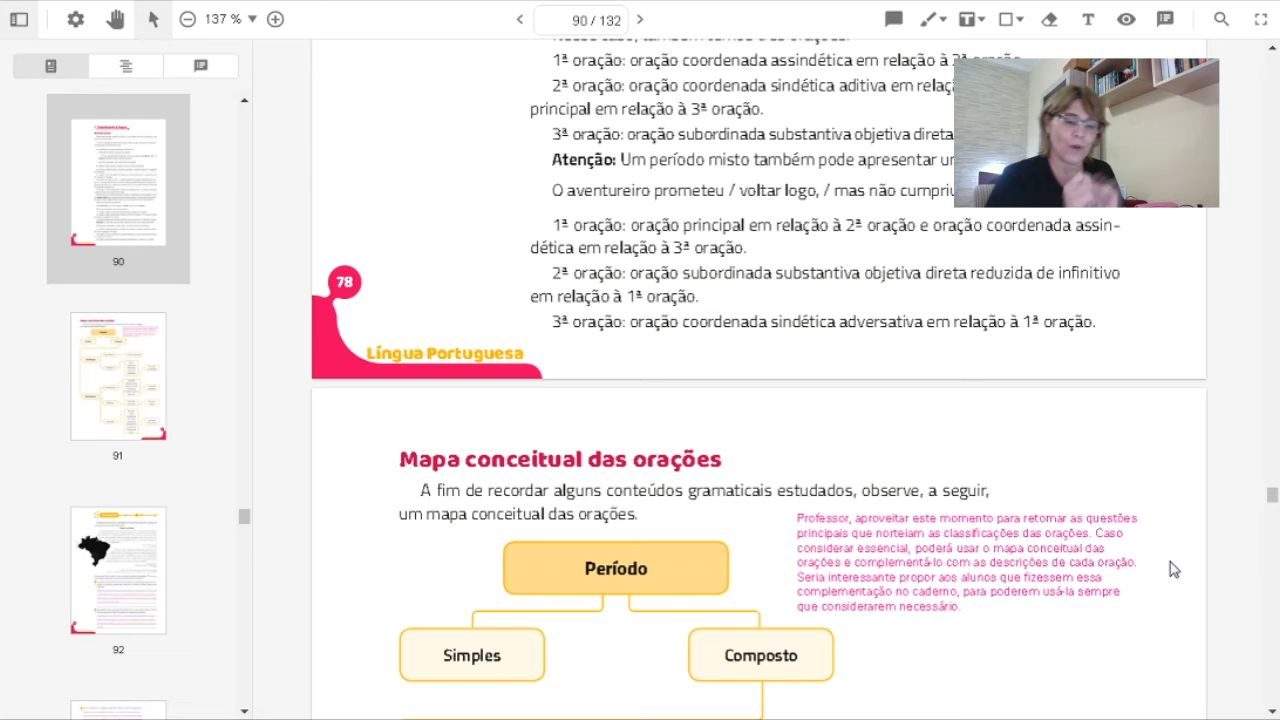 137 %
90 / 132
1ª oração: oração coordenada assindética em relação à 2ª oração.
2ª oração: oração coordenada sindética aditiva em
principal em relação à 3ª oração.
3ª oração: oração subordinada substantiva objetiva direta
Atenção: Um período misto também pode apresentar
O aventureiro prometeu / voltar logo, / mas não cumpriu
1ª oração: oração principal em relação à 2ª oração e oração coordenada assin-
dética em relação à 3ª oração.
2ª oração: oração subordinada substantiva objetiva direta reduzida de infinitivo
em relação à 1ª oração.
3ª oração: oração coordenada sindética adversativa em relação à 1ª oração.
78
Língua Portuguesa
Mapa conceitual das orações
A fim de recordar alguns conteúdos gramaticais estudados, observe, a seguir,
um mapa conceitual das orações.
Professor, aproveitar este momento para retomar as questões
principais que norteiam as classificações das orações. Caso
considerar essencial, poderá usar o mapa conceitual das
orações e complementá-lo com as descrições de cada oração.
Seria interessante propor aos alunos que fizessem essa
complementação no caderno, para poderem usá-la sempre
que considerarem necessário.
Período
Simples
Composto
90
91
92